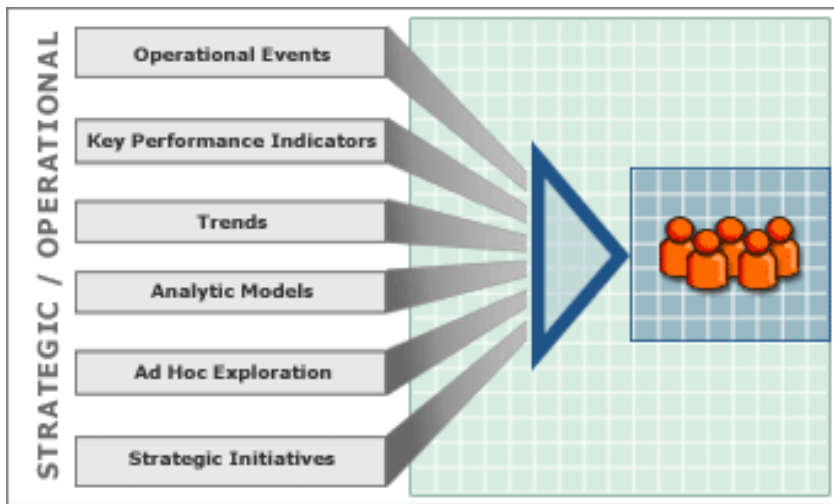 STRATEGIC / OPERATIONAL
Operational Events
Key Performance Indicators
Trends
Analytic Models
Ad Hoc Exploration
Strategic Initiatives